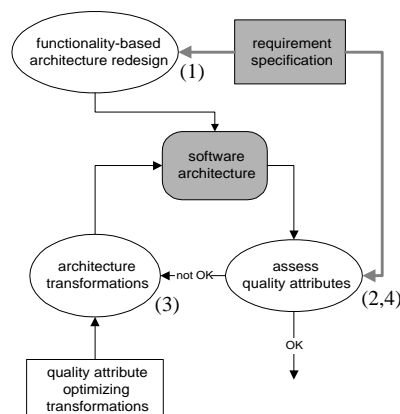 functionality-based
architecture redesign
(1)
requirement
specification
software
architecture
architecture
transformations
(3)
not OK
assess
quality attributes
(2,4)
OK
quality attribute
optimizing
transformations